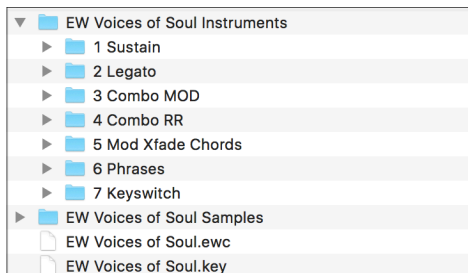 EW Voices of Soul Instruments
1 Sustain
2 Legato
3 Combo MOD
4 Combo RR
5 Mod Xfade Chords
6 Phrases
7 Keyswitch
EW Voices of Soul Samples
EW Voices of Soul.ewc
EW Voices of Soul.key